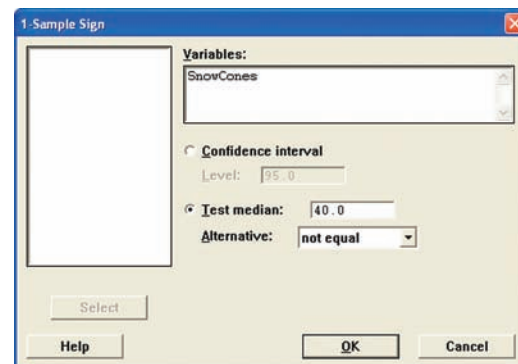 1-Sample Sign
Variables:
SnowCones
Confidence interval
Level: 95.0
Test median: 40.0
Alternative: not equal
Select
Help OK Cancel